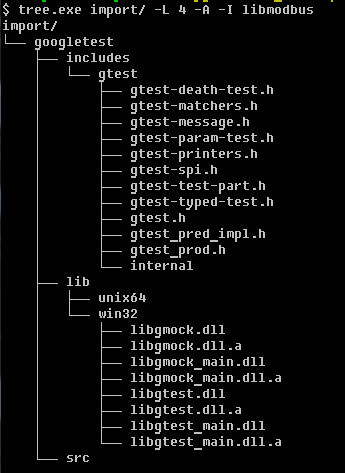 $ tree.exe import/ -L 4 -A -I libmodbus
import/
└── googletest
    ├── includes
    │   └── gtest
    │       ├── gtest-death-test.h
    │       ├── gtest-matchers.h
    │       ├── gtest-message.h
    │       ├── gtest-param-test.h
    │       ├── gtest-printers.h
    │       ├── gtest-spi.h
    │       ├── gtest-test-part.h
    │       ├── gtest-typed-test.h
    │       ├── gtest.h
    │       ├── gtest_pred_impl.h
    │       ├── gtest_prod.h
    │       └── internal
    ├── lib
    │   ├── unix64
    │   └── win32
    │       ├── libgmock.dll
    │       ├── libgmock.dll.a
    │       ├── libgmock_main.dll
    │       ├── libgmock_main.dll.a
    │       ├── libgtest.dll
    │       ├── libgtest.dll.a
    │       ├── libgtest_main.dll
    │       └── libgtest_main.dll.a
    └── src